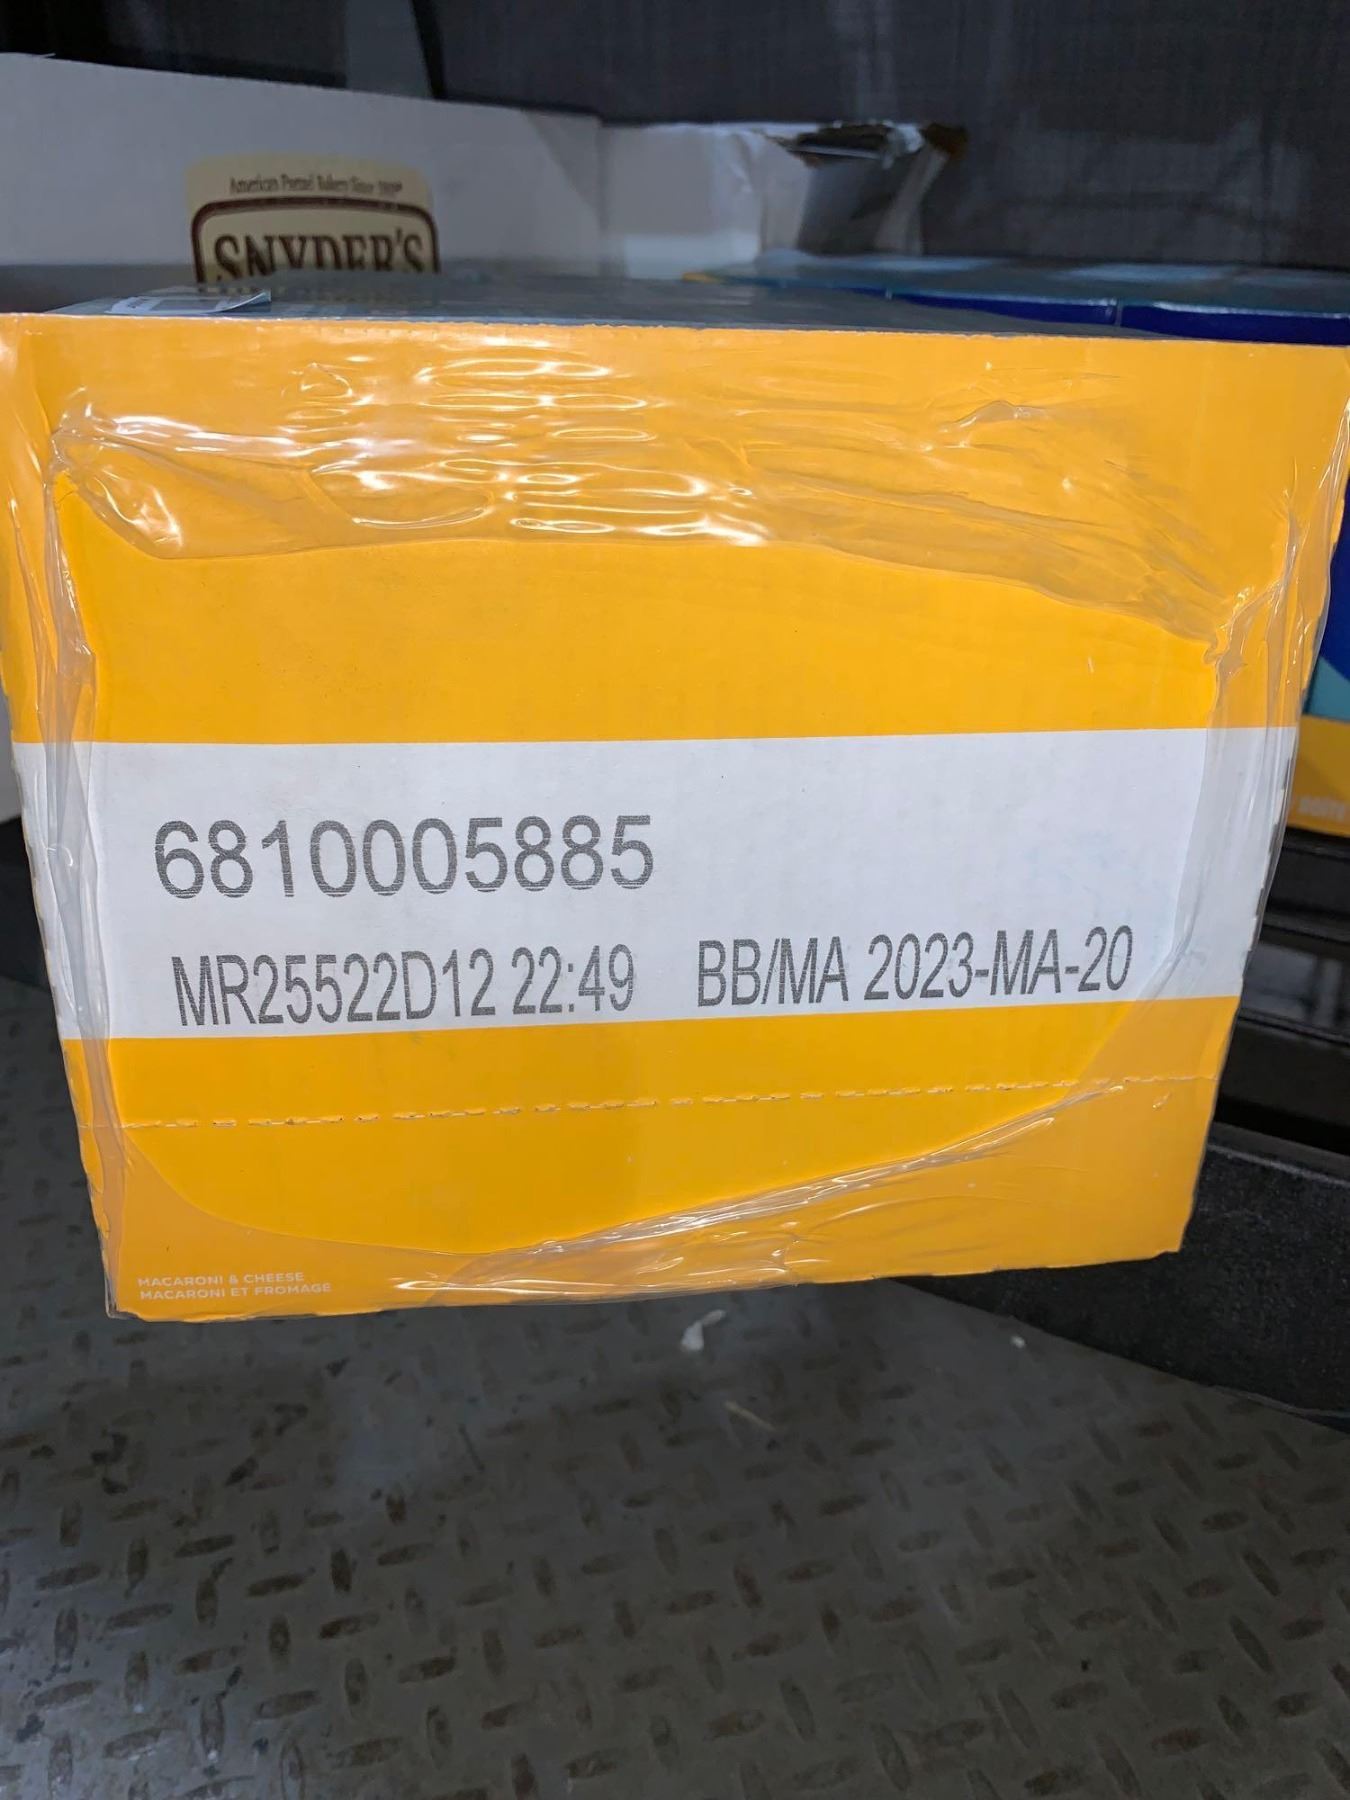 American Pretzel Bakery Since 1909
SNYDER'S
6810005885
MR25522D12 22:49 BB/MA 2023-MA-20
MACARONI & CHEESE
MACARONI ET FROMAGE